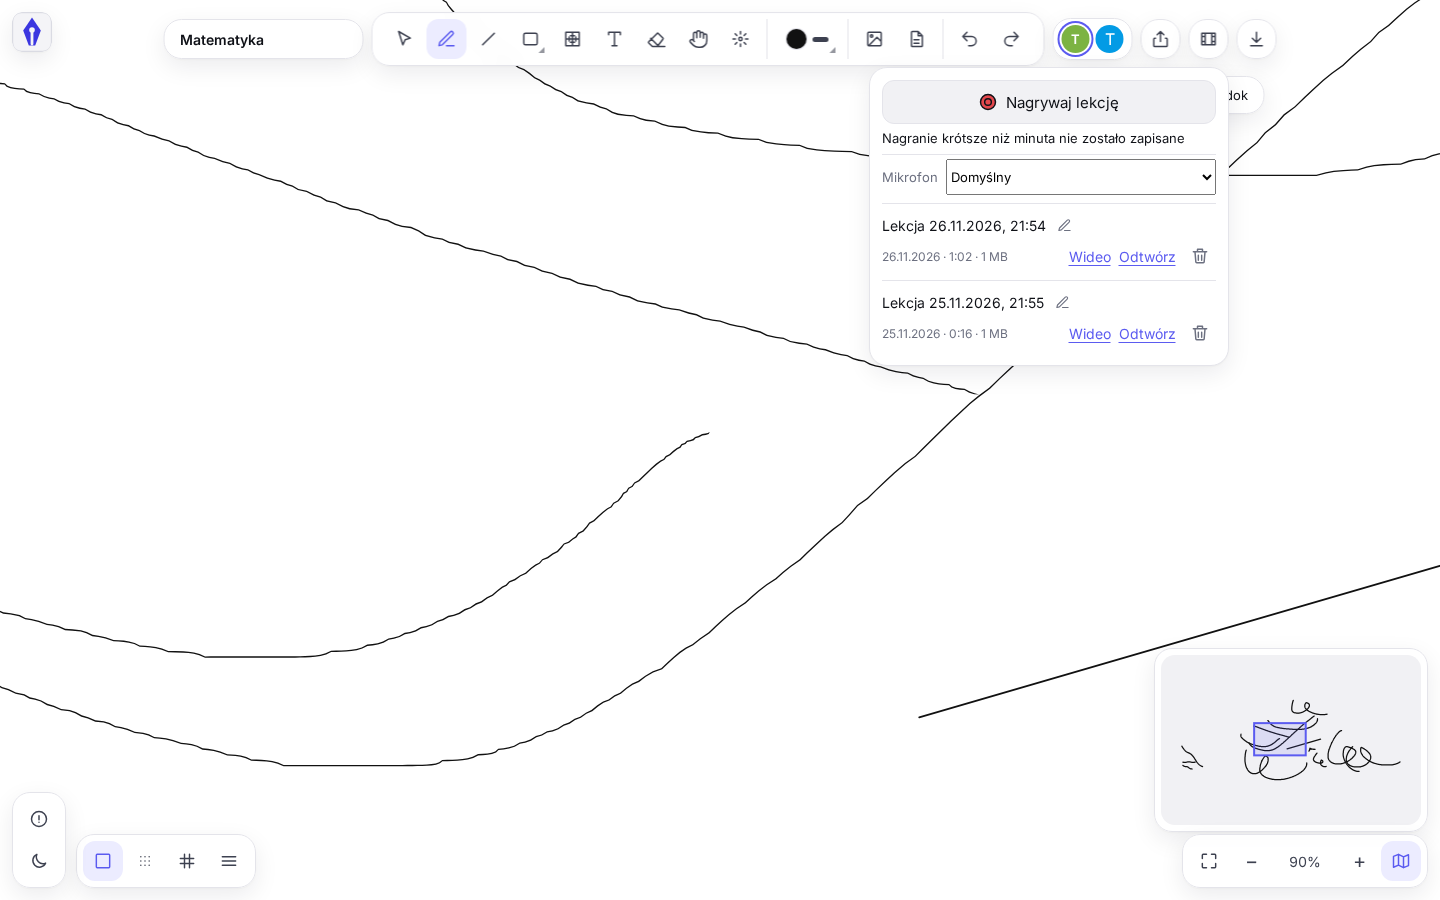 Matematyka
T
T
dok
Nagrywaj lekcję
Nagranie krótsze niż minuta nie zostało zapisane
Mikrofon Domyślny
Lekcja 26.11.2026, 21:54
26.11.2026 · 1:02 · 1 MB Wideo Odtwórz
Lekcja 25.11.2026, 21:55
25.11.2026 · 0:16 · 1 MB Wideo Odtwórz
90%